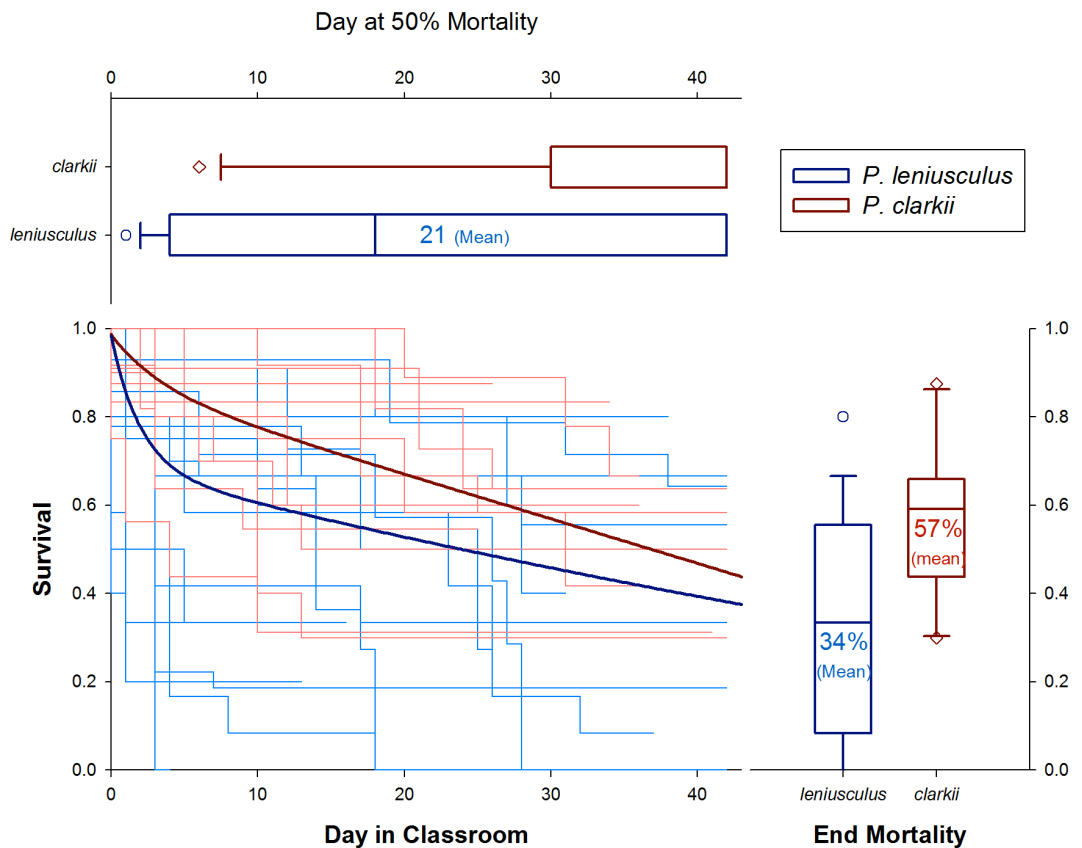 Day at 50% Mortality
0 10 20 30 40
clarkii
leniusculus
21 (Mean)
P. leniusculus
P. clarkii
Survival
1.0
0.8
0.6
0.4
0.2
0.0
0 10 20 30 40
Day in Classroom
34%
(Mean)
57%
(mean)
1.0
0.8
0.6
0.4
0.2
0.0
leniusculus clarkii
End Mortality